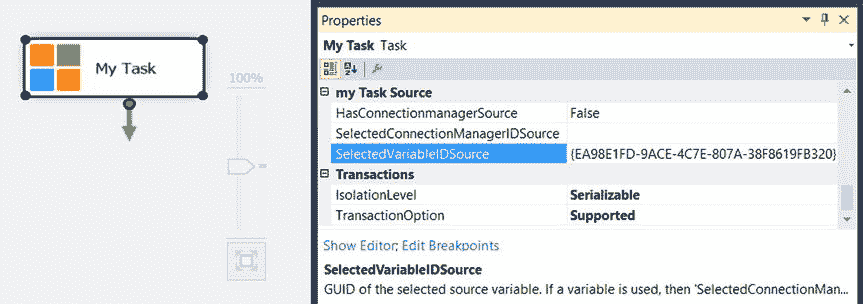 My Task
100%
Properties
My Task Task
my Task Source
HasConnectionmanagerSource False
SelectedConnectionManagerIDSource
SelectedVariableIDSource {EA98E1FD-9ACE-4C7E-807A-38F8619FB320}
Transactions
IsolationLevel Serializable
TransactionOption Supported
Show Editor; Edit Breakpoints
SelectedVariableIDSource
GUID of the selected source variable. If a variable is used, then 'SelectedConnectionMan...